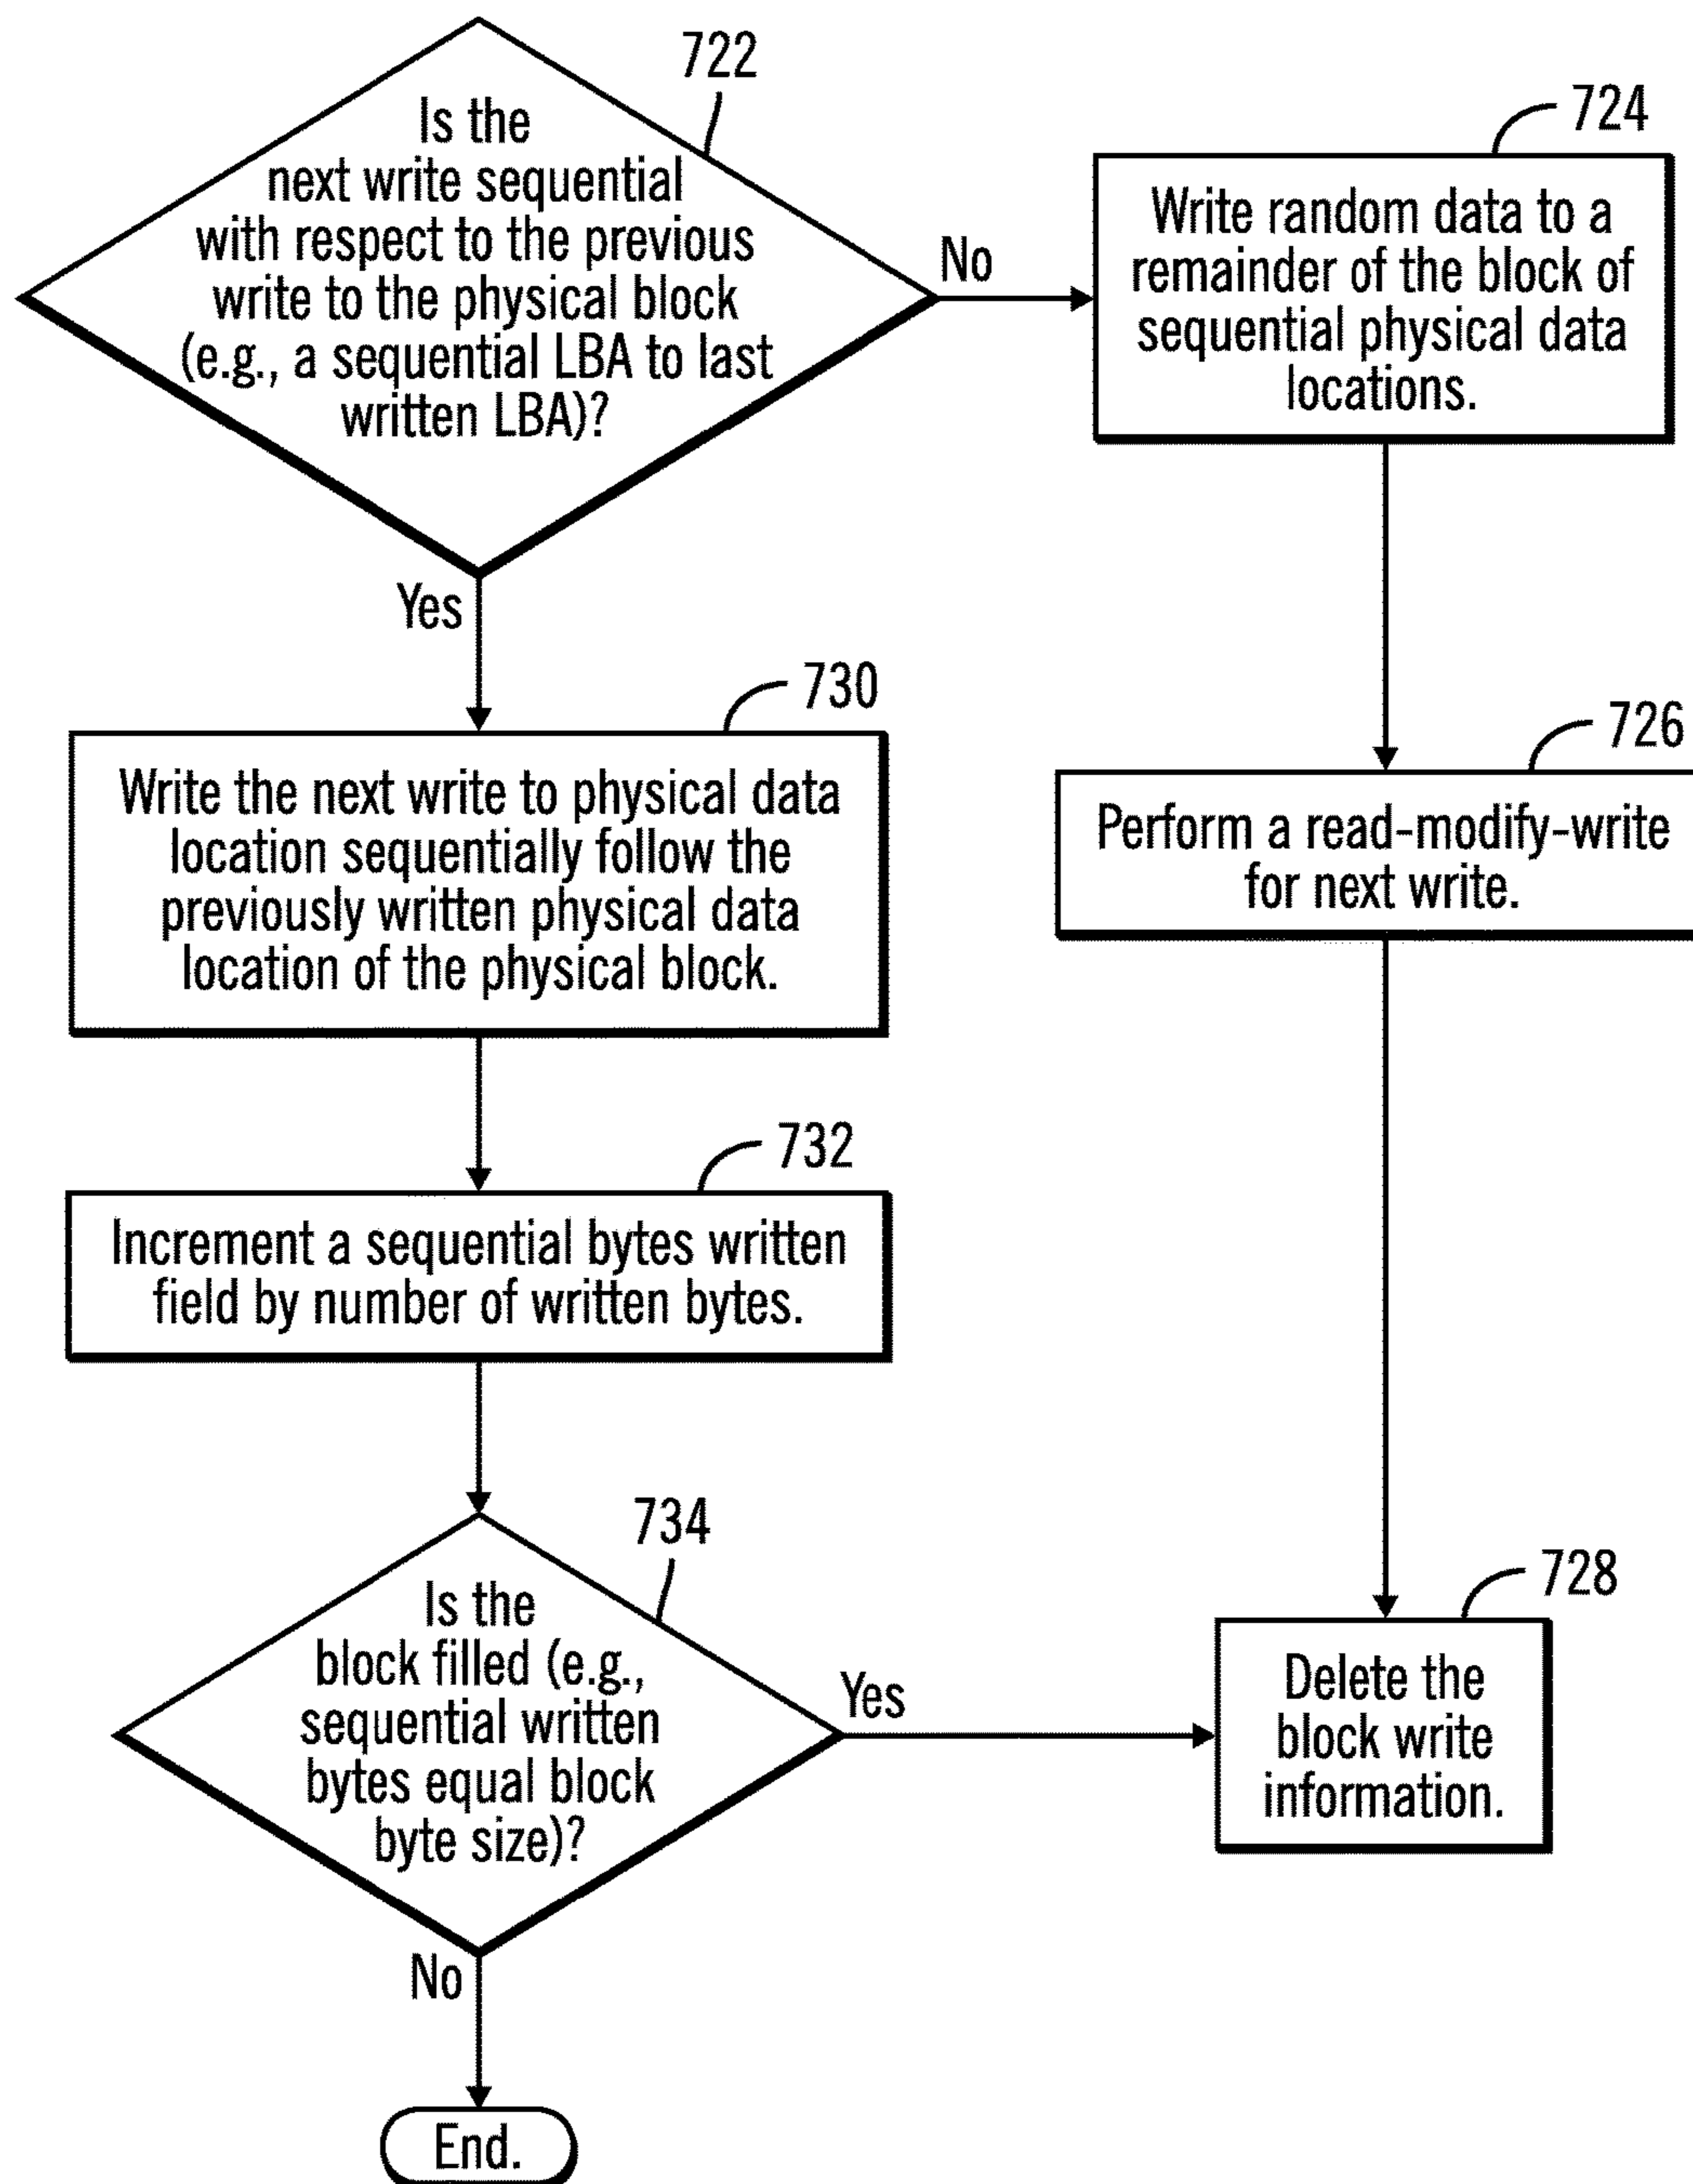 722
Is the
next write sequential
with respect to the previous
write to the physical block
(e.g., a sequential LBA to last
written LBA)?
No
Yes
724
Write random data to a
remainder of the block of
sequential physical data
locations.
726
Perform a read-modify-write
for next write.
730
Write the next write to physical data
location sequentially follow the
previously written physical data
location of the physical block.
732
Increment a sequential bytes written
field by number of written bytes.
734
Is the
block filled (e.g.,
sequential written
bytes equal block
byte size)?
Yes
No
728
Delete the
block write
information.
End.